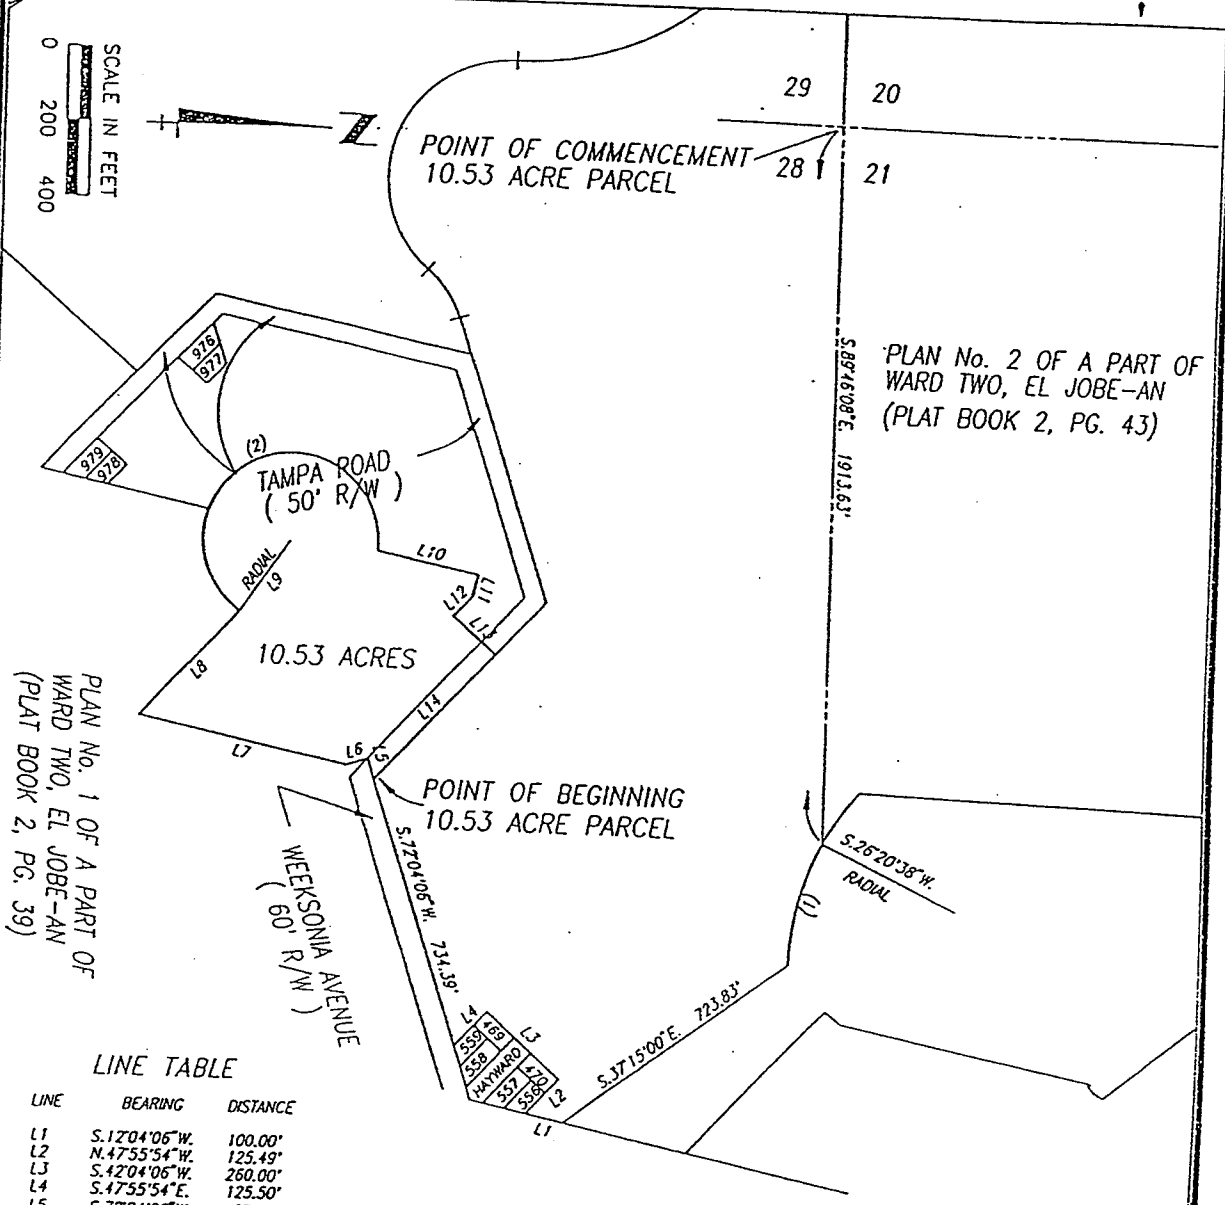 SCALE IN FEET
0 200 400
29
20
28
21
POINT OF COMMENCEMENT
10.53 ACRE PARCEL
S.89°46'08"E. 1913.63'
PLAN No. 2 OF A PART OF
WARD TWO, EL JOBE-AN
(PLAT BOOK 2, PG. 43)
976
977
979
978
(2)
TAMPA ROAD
( 50' R/W )
RADIAL
L9
L10
L11
L12
L13
L8
10.53 ACRES
L14
L7
L6
L5
POINT OF BEGINNING
10.53 ACRE PARCEL
S.26°20'38"W.
RADIAL
(1)
S.72°04'06"W. 734.39'
WEEKSONIA AVENUE
( 60' R/W )
S.37°15'00"E. 723.83'
L4
L3
469
559
558
HAYWARD
470
557
556
L2
L1
PLAN No. 1 OF A PART OF
WARD TWO, EL JOBE-AN
(PLAT BOOK 2, PG. 39)
LINE TABLE
LINE BEARING DISTANCE
L1 S.12°04'06"W. 100.00'
L2 N.47°55'54"W. 125.49'
L3 S.42°04'06"W. 260.00'
L4 S.47°55'54"E. 125.50'
L5